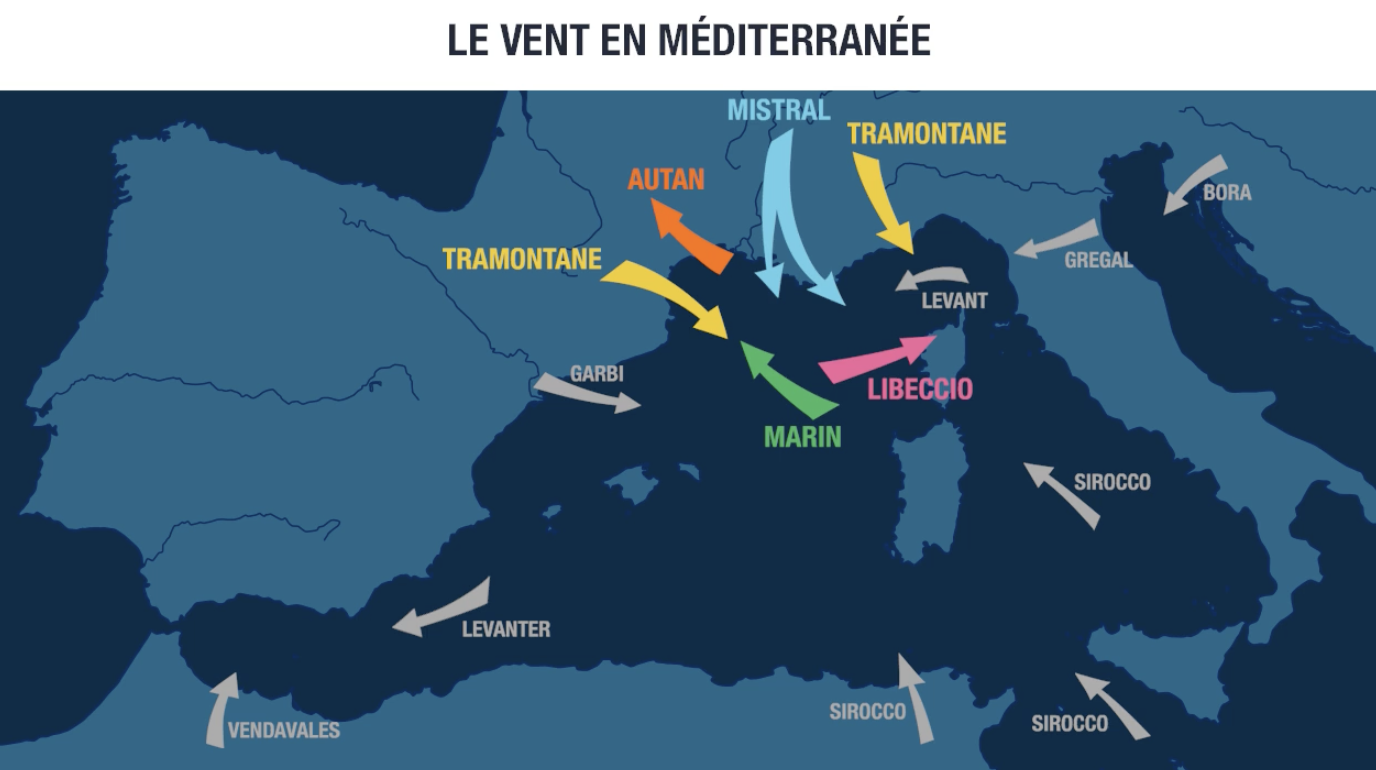 LE VENT EN MÉDITERRANÉE
MISTRAL
TRAMONTANE
AUTAN
BORA
TRAMONTANE
GREGAL
LEVANT
GARBI
LIBECCIO
MARIN
SIROCCO
LEVANTER
SIROCCO
SIROCCO
VENDAVALES